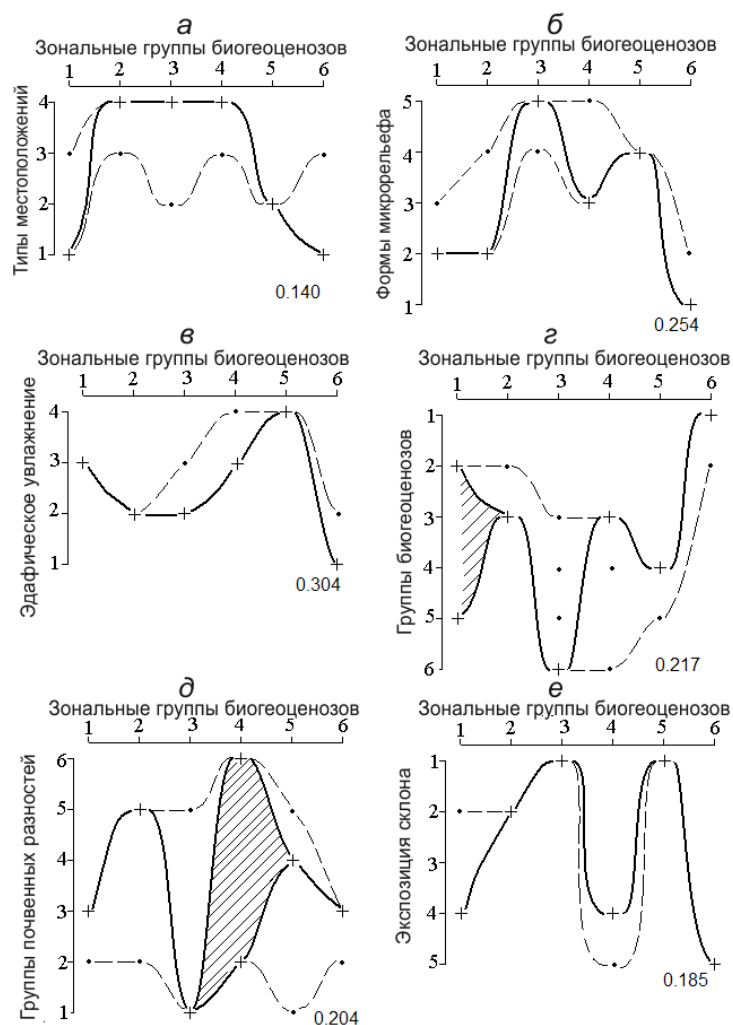 а
Зональные группы биогеоценозов
1 2 3 4 5 6
Типы местоположений
4
3
2
1
0.140
б
Зональные группы биогеоценозов
1 2 3 4 5 6
Формы микрорельефа
5
4
3
2
1
0.254
в
Зональные группы биогеоценозов
1 2 3 4 5 6
Эдафическое увлажнение
4
3
2
1
0.304
г
Зональные группы биогеоценозов
1 2 3 4 5 6
Группы биогеоценозов
1
2
3
4
5
6
0.217
д
Зональные группы биогеоценозов
1 2 3 4 5 6
Группы почвенных разностей
6
5
4
3
2
1
0.204
е
Зональные группы биогеоценозов
1 2 3 4 5 6
Экспозиция склона
1
2
3
4
5
0.185